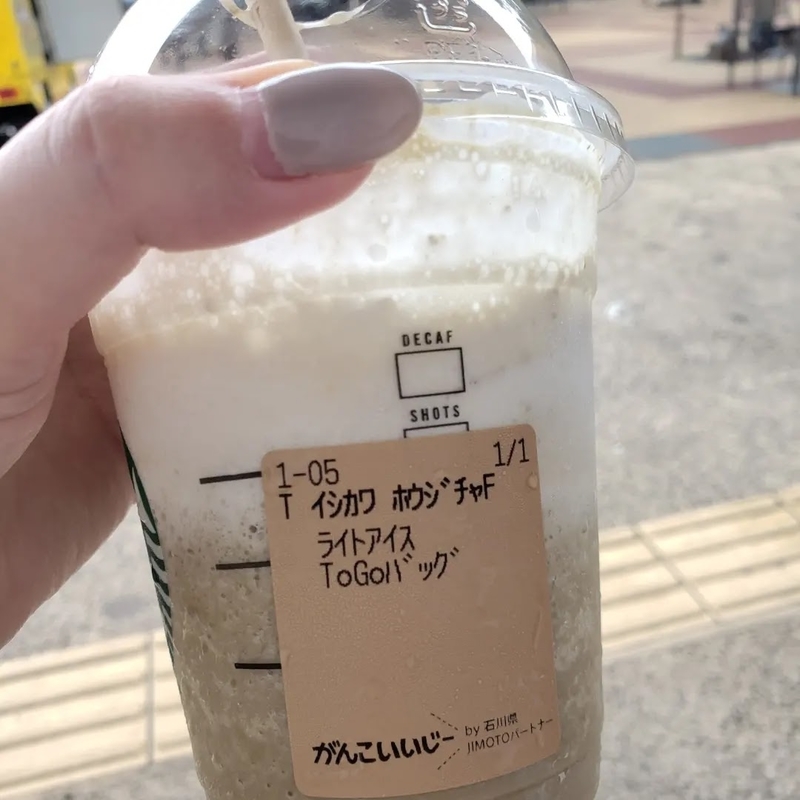 DECAF
SHOTS
1-05 1/1
T ｲｼｶﾜ ﾎｳｼﾞﾁｬF
ﾗｲﾄｱｲｽ
ToGoﾊﾞｯｸﾞ
がんこいいじー
by 石川県
JIMOTOパートナー